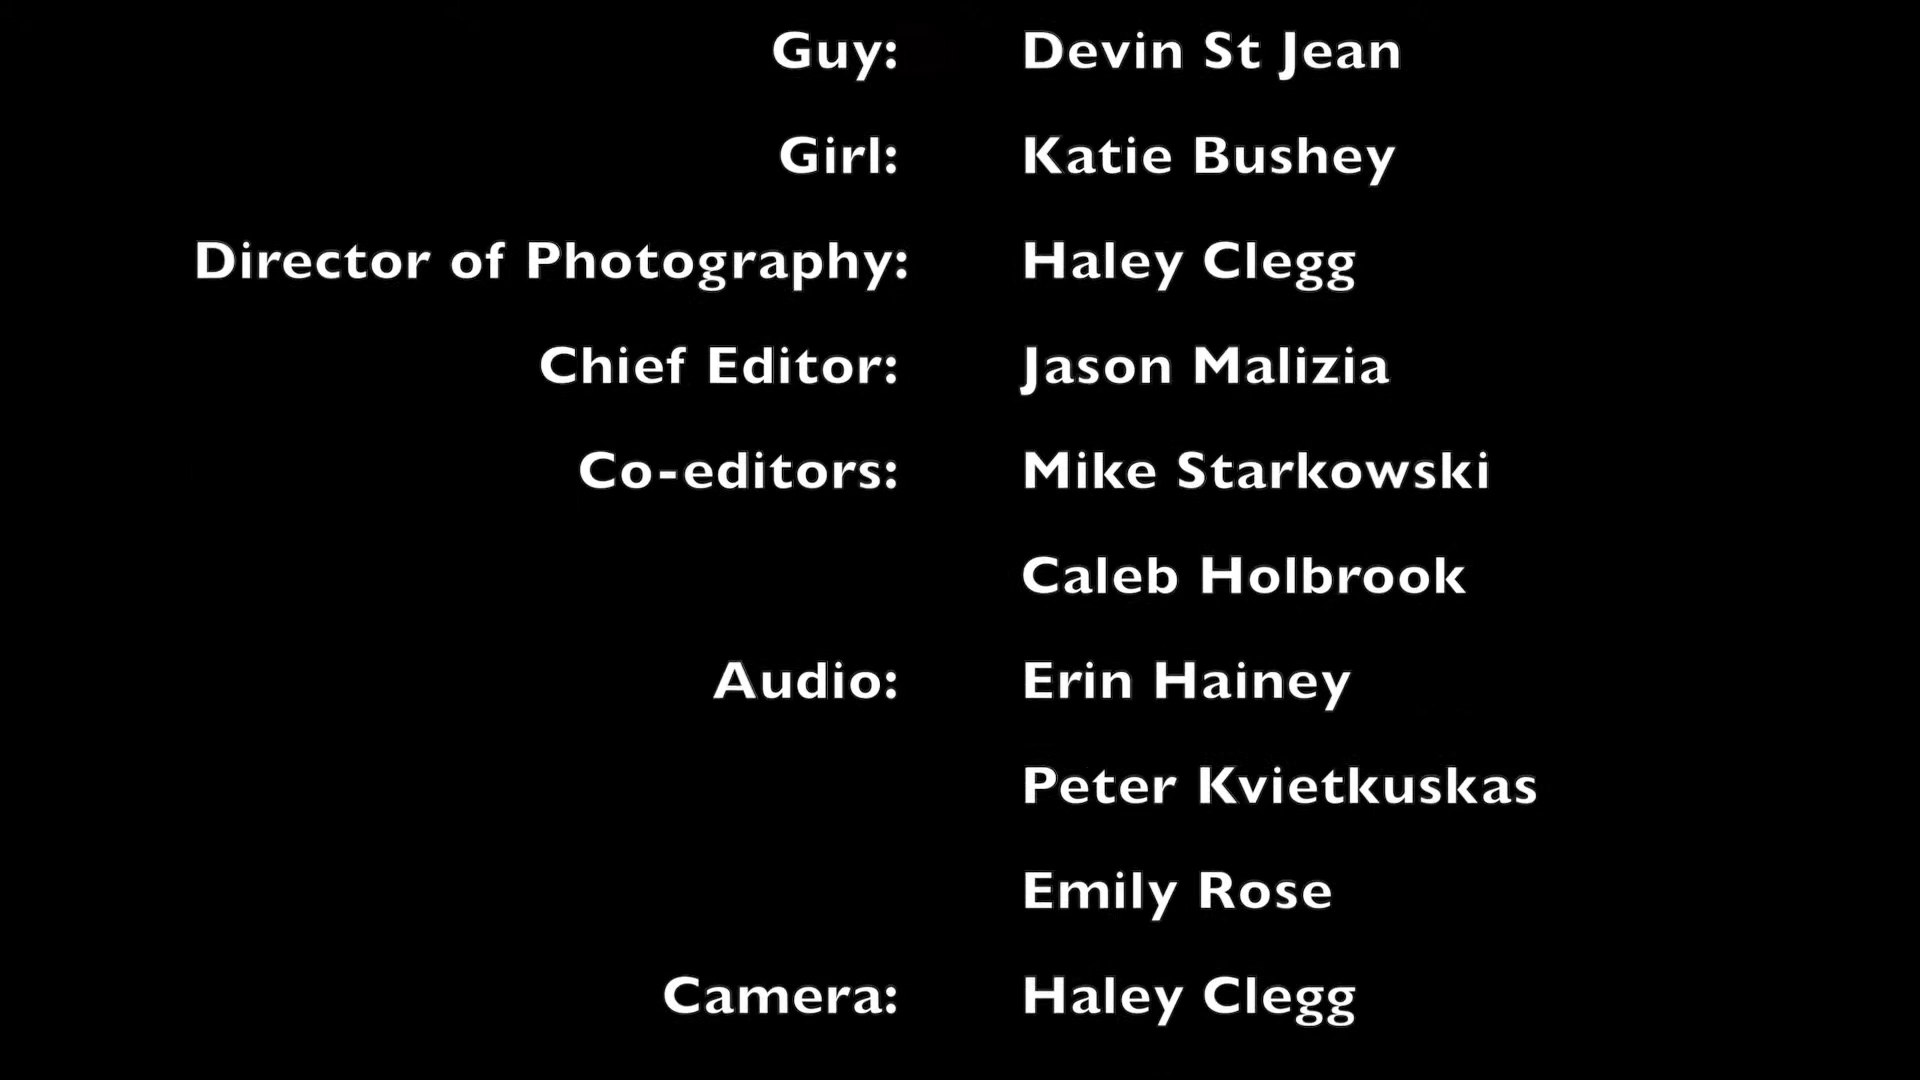 Guy: Devin St Jean
Girl: Katie Bushey
Director of Photography: Haley Clegg
Chief Editor: Jason Malizia
Co-editors: Mike Starkowski
Caleb Holbrook
Audio: Erin Hainey
Peter Kvietkuskas
Emily Rose
Camera: Haley Clegg